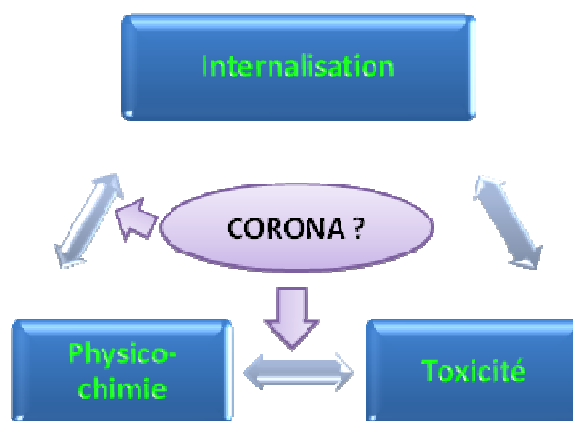 Internalisation
CORONA ?
Physico-
chimie
Toxicité